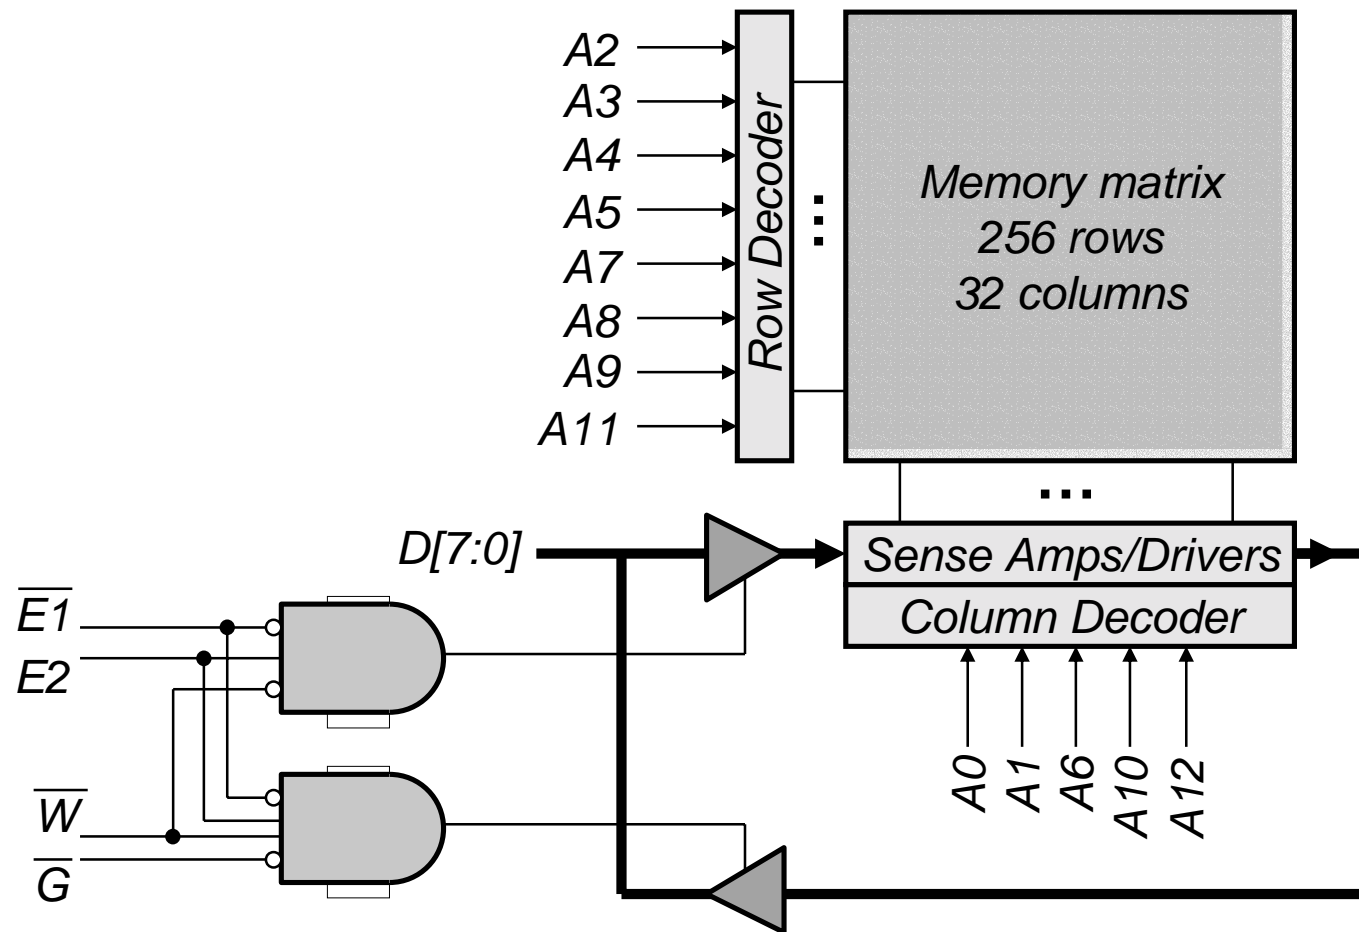 A2
A3
A4
A5
A7
A8
A9
A11
Row Decoder
...
Memory matrix
256 rows
32 columns
...
D[7:0]
Sense Amps/Drivers
Column Decoder
E1
E2
W
G
A0
A1
A6
A10
A12